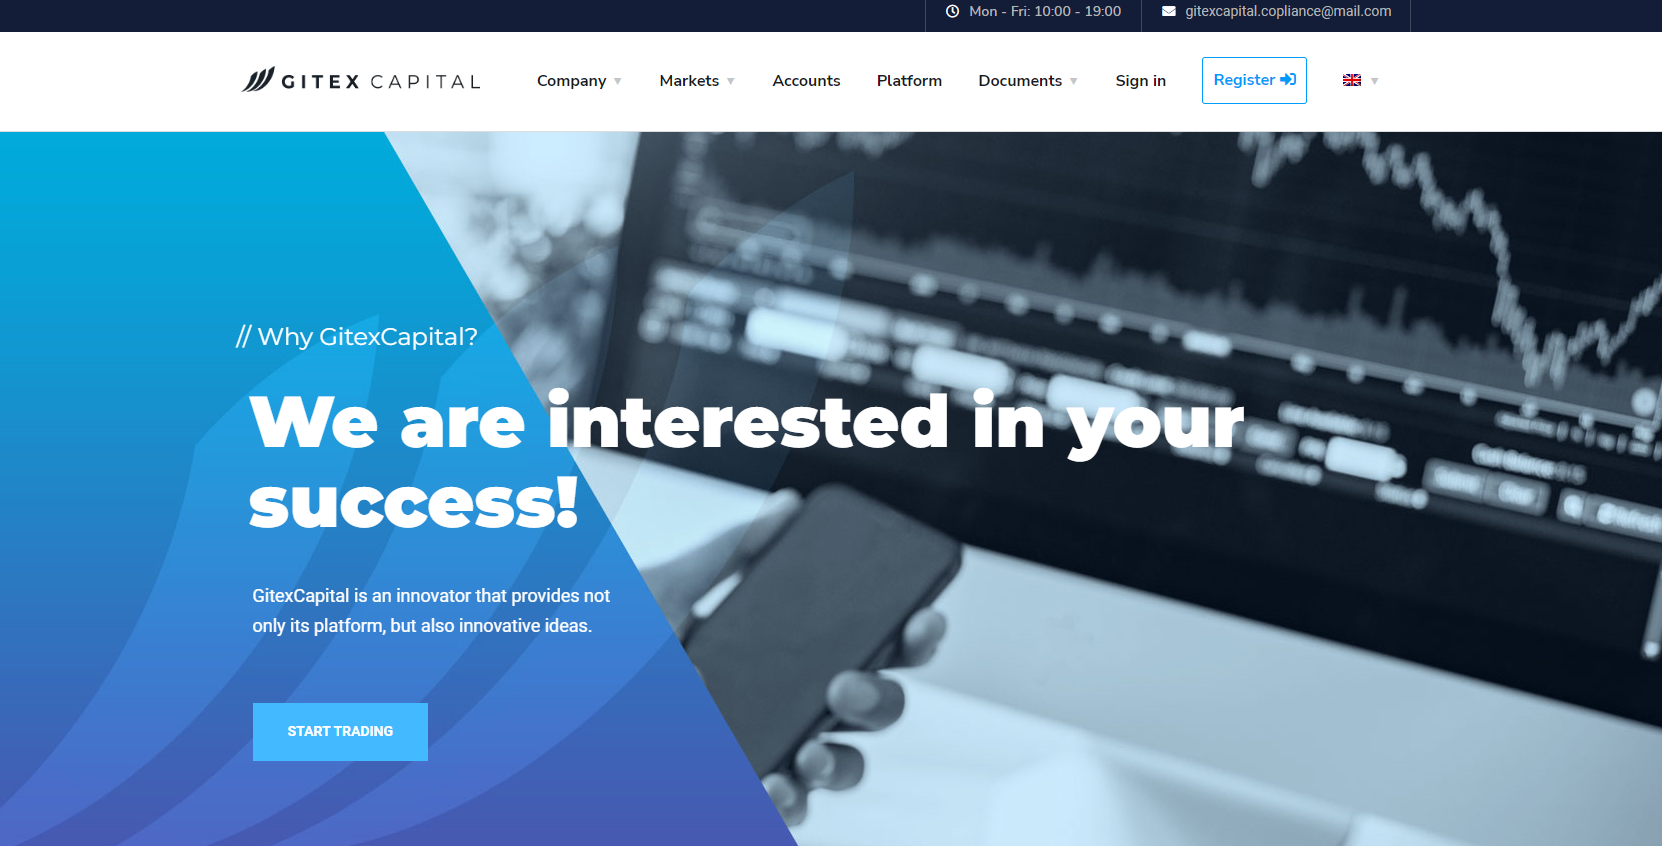 Mon - Fri: 10:00 - 19:00
gitexcapital.copliance@mail.com
GITEX CAPITAL
Company
Markets
Accounts
Platform
Documents
Sign in
Register
// Why GitexCapital?
We are interested in your
success!
GitexCapital is an innovator that provides not
only its platform, but also innovative ideas.
START TRADING